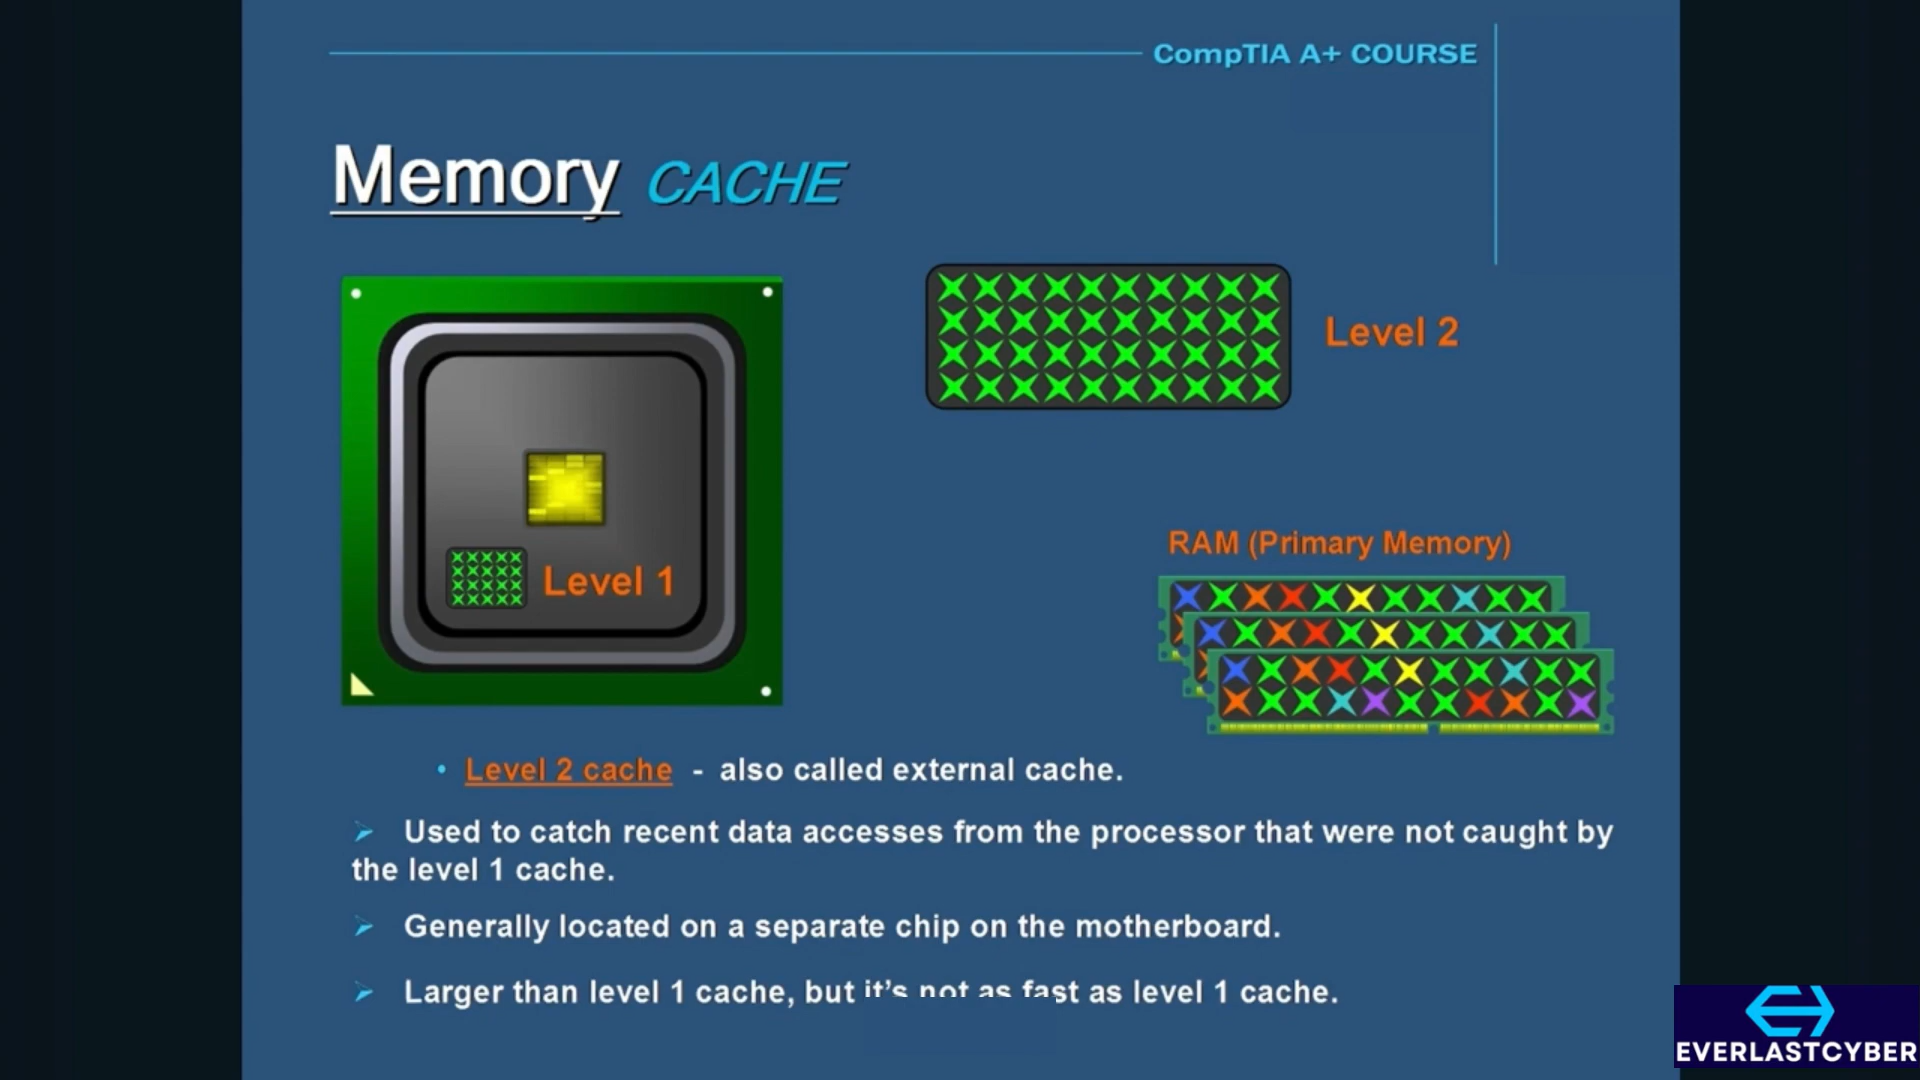 CompTIA A+ COURSE
Memory CACHE
Level 2
Level 1
RAM (Primary Memory)
• Level 2 cache - also called external cache.
➢ Used to catch recent data accesses from the processor that were not caught by
the level 1 cache.
➢ Generally located on a separate chip on the motherboard.
➢ Larger than level 1 cache, but it’s not as fast as level 1 cache.
EVERLASTCYBER